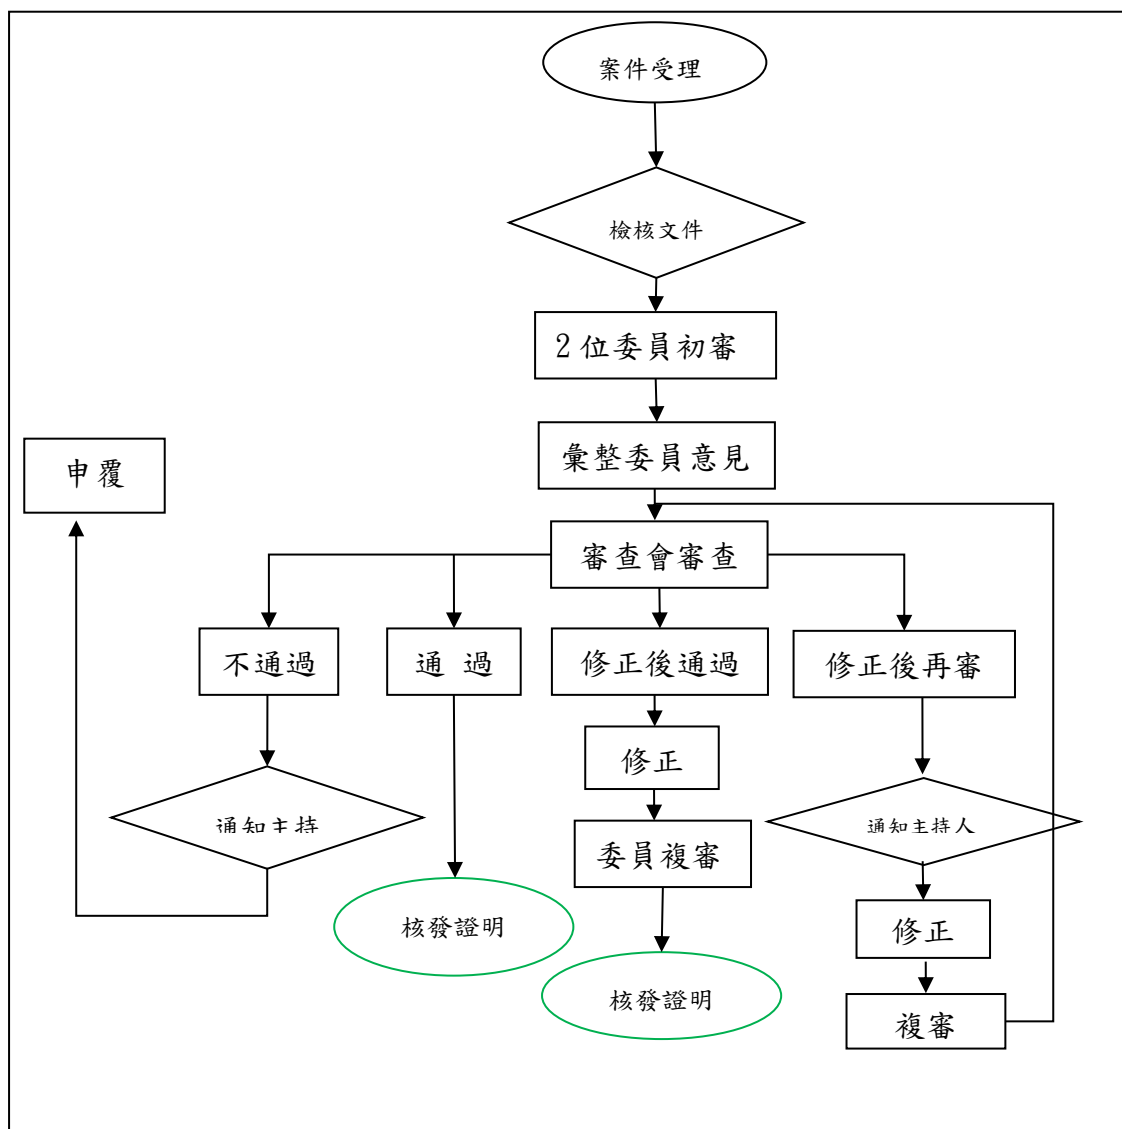 案件受理
檢核文件
2位委員初審
彙整委員意見
申覆
審查會審查
不通過
通 過
修正後通過
修正後再審
修正
通知主持
通知主持人
委員複審
核發證明
修正
核發證明
複審